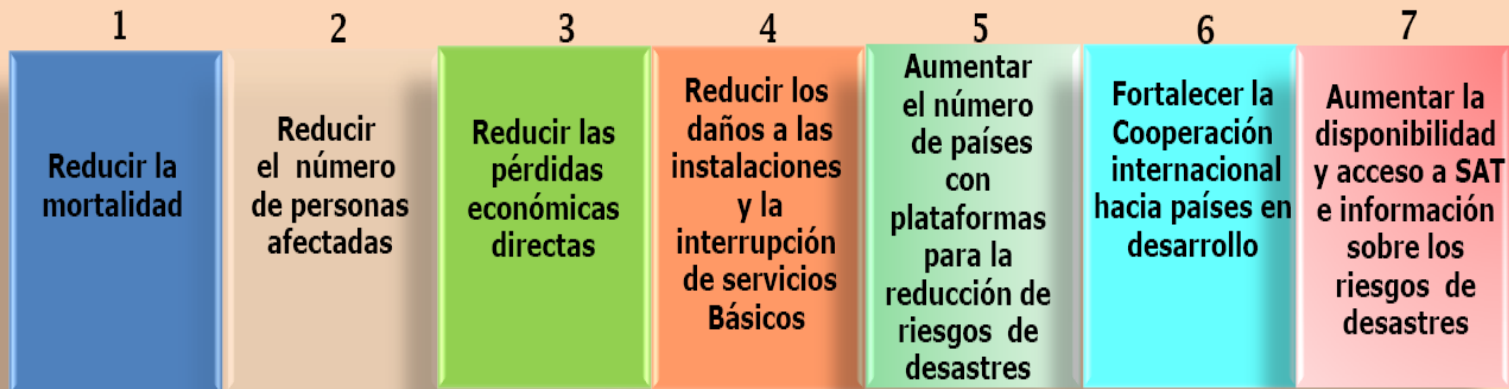 1
Reducir la
mortalidad
2
Reducir
el número
de personas
afectadas
3
Reducir las
pérdidas
económicas
directas
4
Reducir los
daños a las
instalaciones
y la
interrupción
de servicios
Básicos
5
Aumentar
el número
de países
con
plataformas
para la
reducción de
riesgos de
desastres
6
Fortalecer la
Cooperación
internacional
hacia países en
desarrollo
7
Aumentar la
disponibilidad
y acceso a SAT
e información
sobre los
riesgos de
desastres